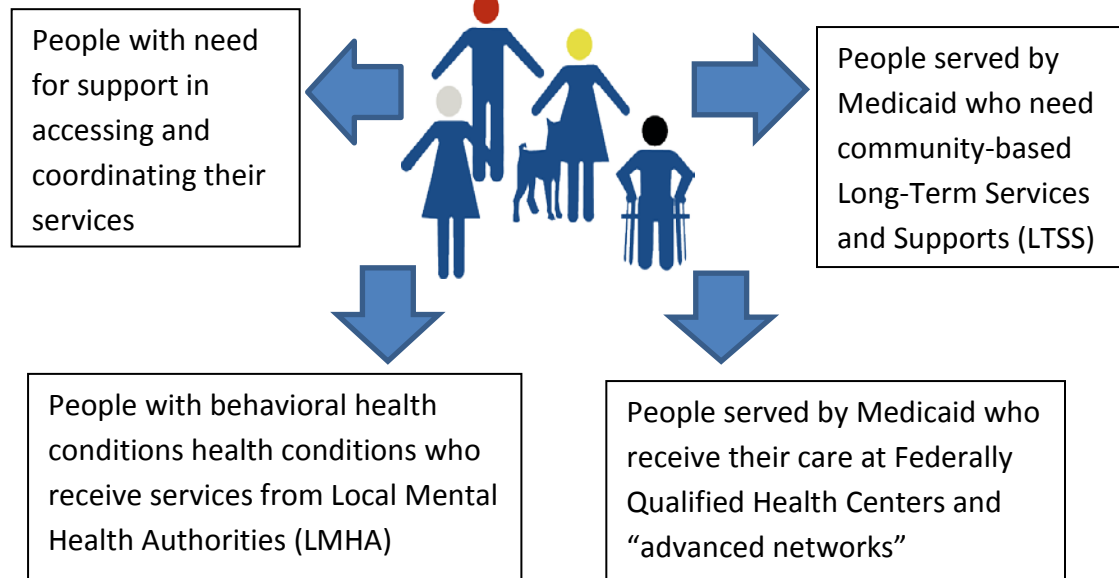 People with need
for support in
accessing and
coordinating their
services
People served by
Medicaid who need
community-based
Long-Term Services
and Supports (LTSS)
People with behavioral health
conditions health conditions who
receive services from Local Mental
Health Authorities (LMHA)
People served by Medicaid who
receive their care at Federally
Qualified Health Centers and
“advanced networks”